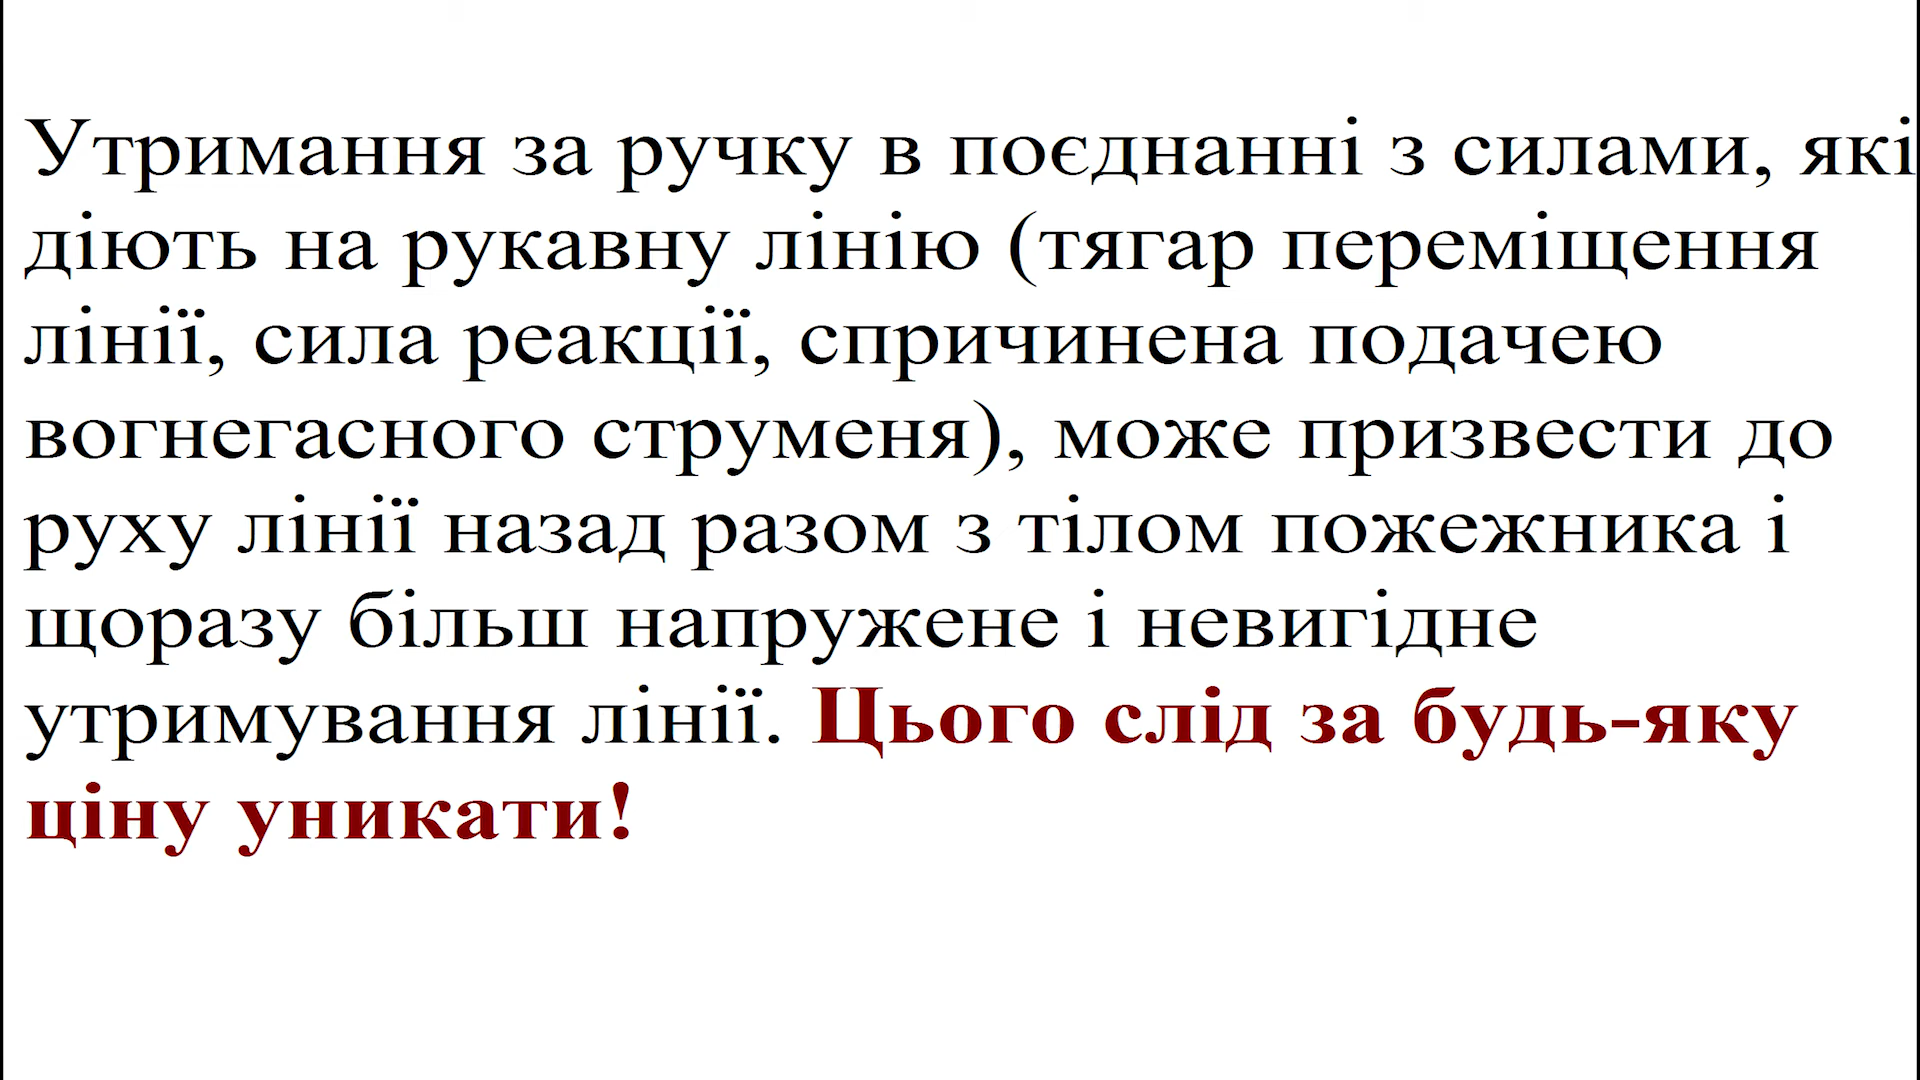 Утримання за ручку в поєднанні з силами, які
діють на рукавну лінію (тягар переміщення
лінії, сила реакції, спричинена подачею
вогнегасного струменя), може призвести до
руху лінії назад разом з тілом пожежника і
щоразу більш напружене і невигідне
утримування лінії. Цього слід за будь-яку
ціну уникати!